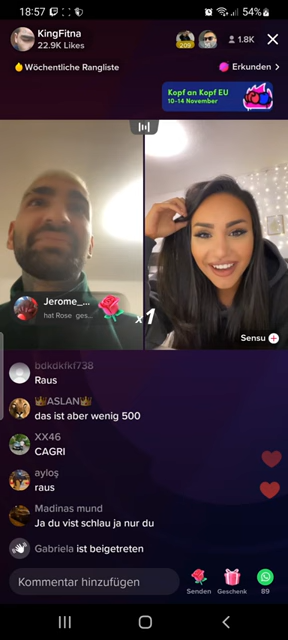 18:57
54%
KingFitna
22.9K Likes
209
1.8K
Wöchentliche Rangliste
Erkunden >
Kopf an Kopf EU
10-14 November
Jerome_...
hat Rose ges...
x1
Sensu
bdkdkfkf738
Raus
ASLAN
das ist aber wenig 500
XX46
CAGRI
ayloş
raus
Madinas mund
Ja du vist schlau ja nur du
Gabriela ist beigetreten
Kommentar hinzufügen
Senden
Geschenk
89